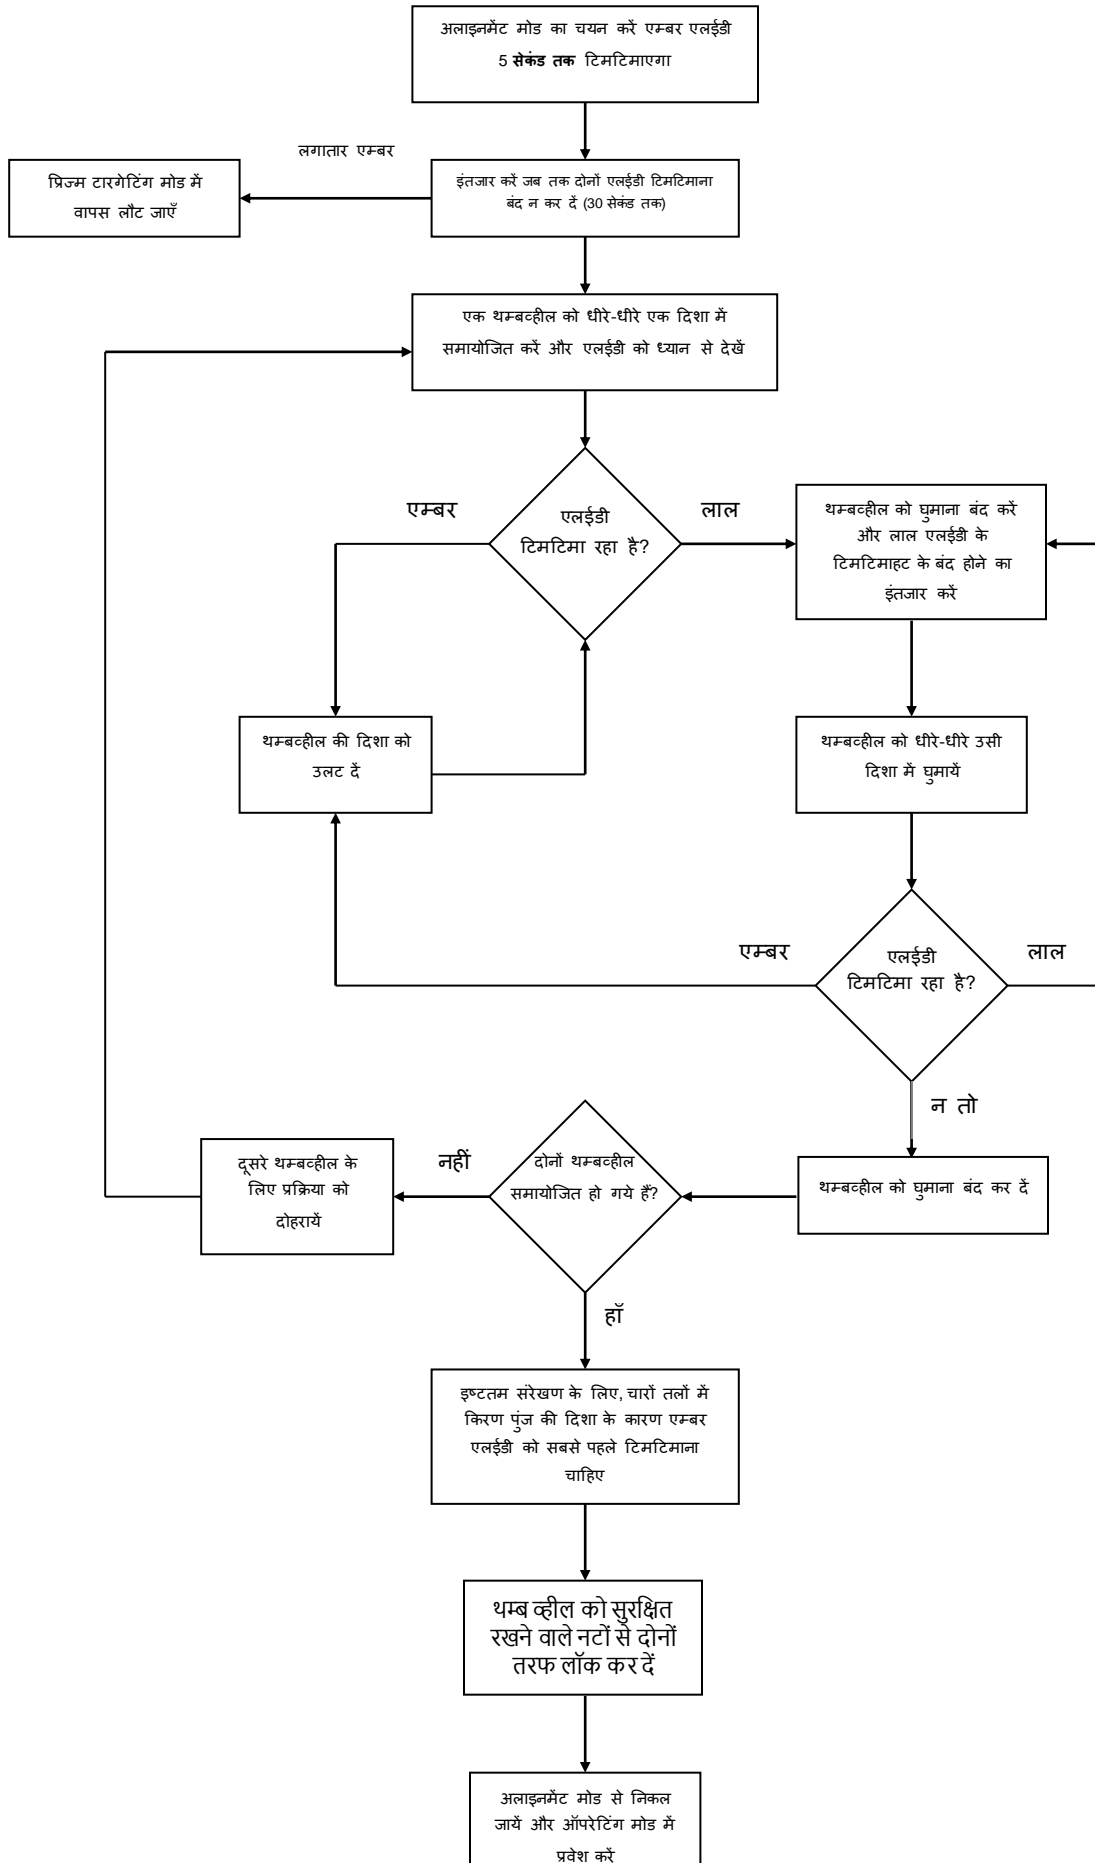 अलाइनमेंट मोड का चयन करें एम्बर एलईडी
5 सेकंड तक टिमटिमाएगा
लगातार एम्बर
प्रिज्म टारगेटिंग मोड में
वापस लौट जाएँ
इंतजार करें जब तक दोनों एलईडी टिमटिमाना
बंद न कर दें (30 सेकंड तक)
एक थम्बव्हील को धीरे-धीरे एक दिशा में
समायोजित करें और एलईडी को ध्यान से देखें
एम्बर
एलईडी
टिमटिमा रहा है?
लाल
थम्बव्हील को घुमाना बंद करें
और लाल एलईडी के
टिमटिमाहट के बंद होने का
इंतजार करें
थम्बव्हील की दिशा को
उलट दें
थम्बव्हील को धीरे-धीरे उसी
दिशा में घुमायें
एम्बर
एलईडी
टिमटिमा रहा है?
लाल
न तो
दूसरे थम्बव्हील के
लिए प्रक्रिया को
दोहरायें
नहीं
दोनों थम्बव्हील
समायोजित हो गये हैं?
थम्बव्हील को घुमाना बंद कर दें
हॉ
इष्टतम संरेखण के लिए, चारों तलों में
किरण पुंज की दिशा के कारण एम्बर
एलईडी को सबसे पहले टिमटिमाना
चाहिए
थम्ब व्हील को सुरक्षित
रखने वाले नटों से दोनों
तरफ लॉक कर दें
अलाइनमेंट मोड से निकल
जायें और ऑपरेटिंग मोड में
प्रवेश करें